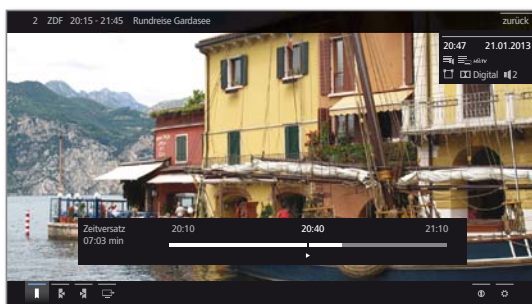 2 ZDF 20:15 - 21:45 Rundreise Gardasee
zurück
20:47 21.01.2013
Digital 2
Zeitversatz 20:10 20:40 21:10
07:03 min